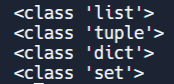 <class 'list'>
<class 'tuple'>
<class 'dict'>
<class 'set'>